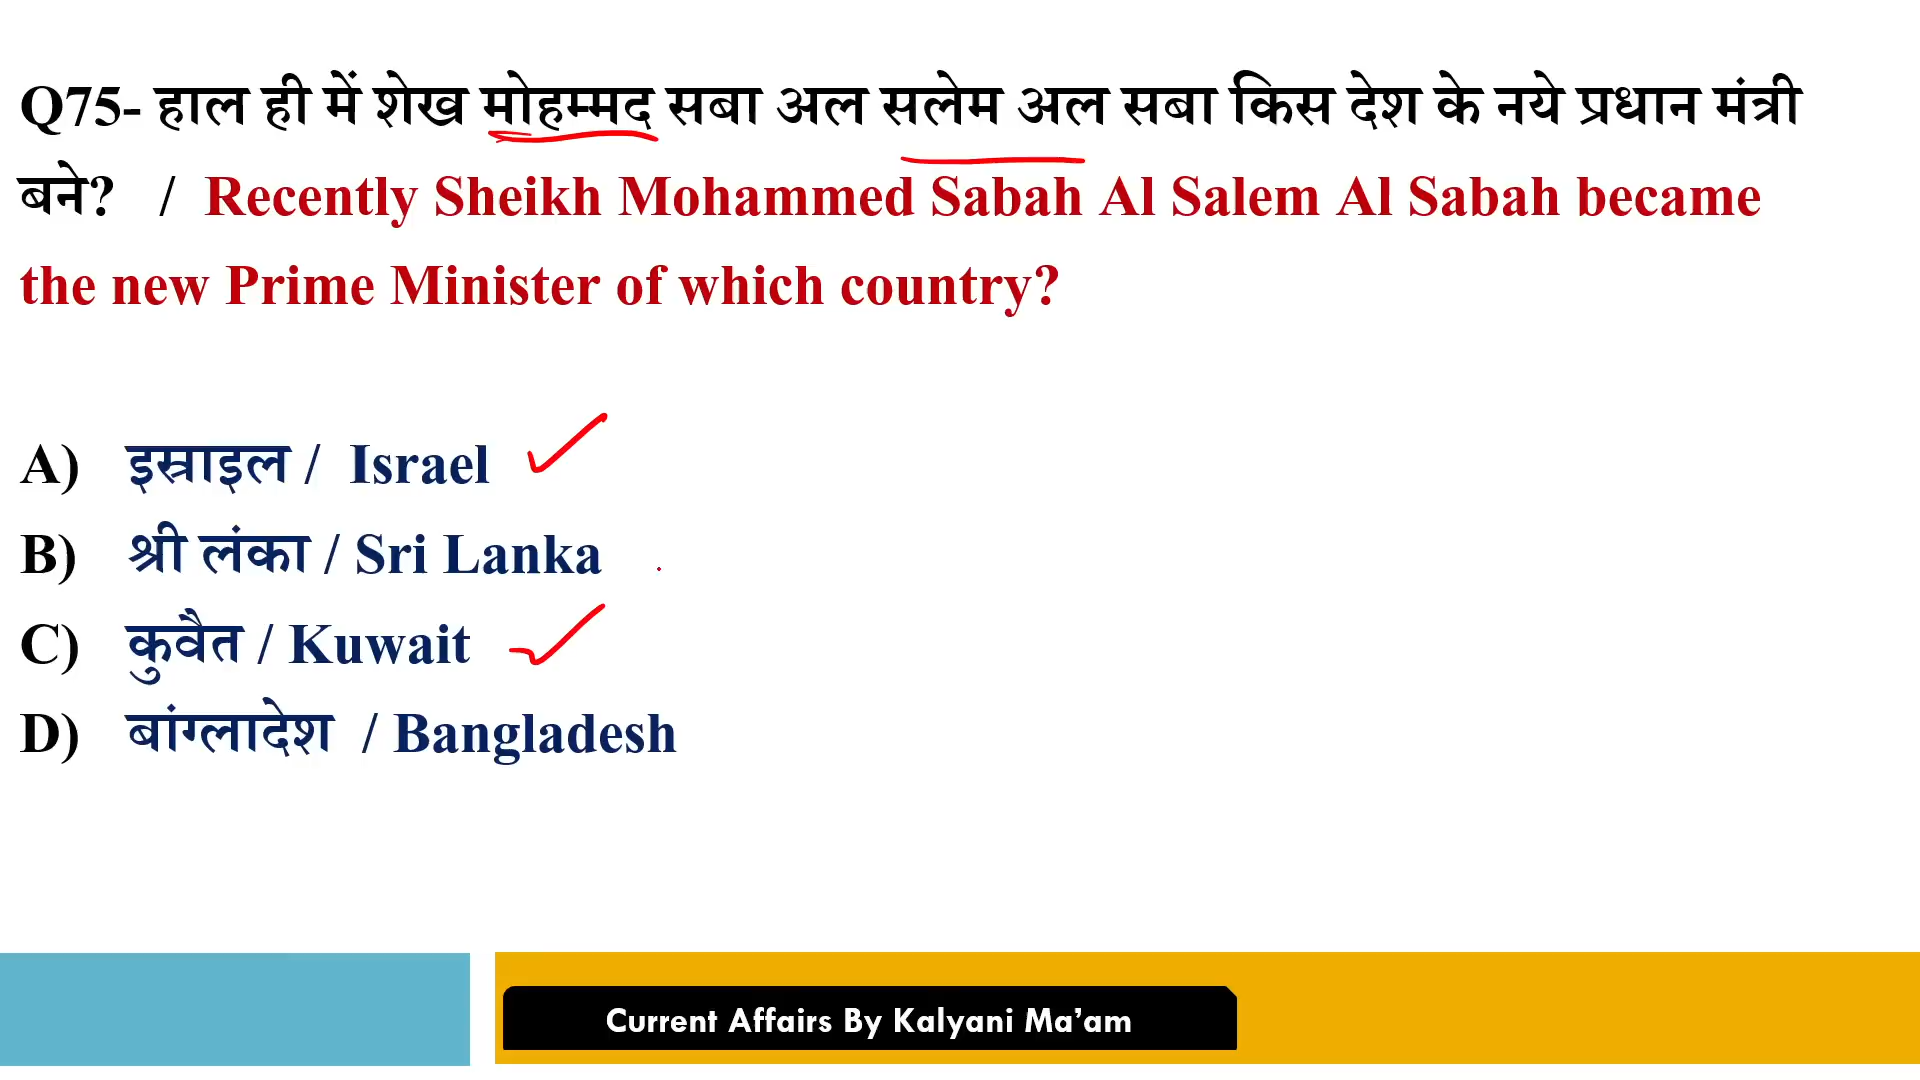 Q75- हाल ही में शेख मोहम्मद सबा अल सलेम अल सबा किस देश के नये प्रधान मंत्री
बने? / Recently Sheikh Mohammed Sabah Al Salem Al Sabah became
the new Prime Minister of which country?
A) इस्राइल / Israel
B) श्री लंका / Sri Lanka
C) कुवैत / Kuwait
D) बांग्लादेश / Bangladesh
Current Affairs By Kalyani Ma’am